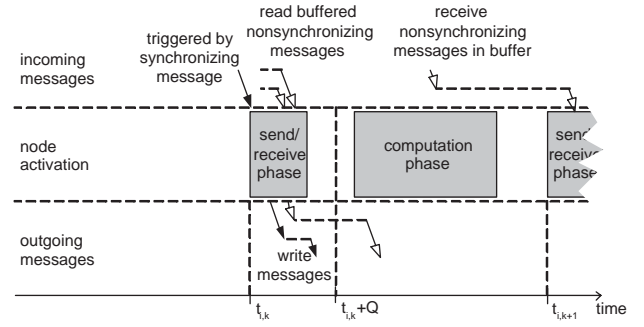 read buffered
nonsynchronizing
messages
receive
nonsynchronizing
messages in buffer
triggered by
synchronizing
message
incoming
messages
node
activation
send/
receive
phase
computation
phase
send/
receive
phase
outgoing
messages
write
messages
t i,k
t i,k +Q
t i,k+1
time